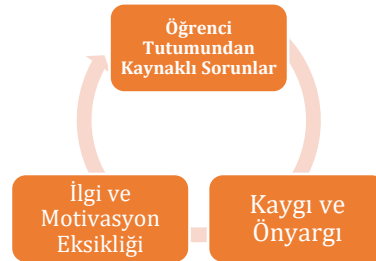 Öğrenci
Tutumundan
Kaynaklı Sorunlar
İlgi ve
Motivasyon
Eksikliği
Kaygı ve
Önyargı